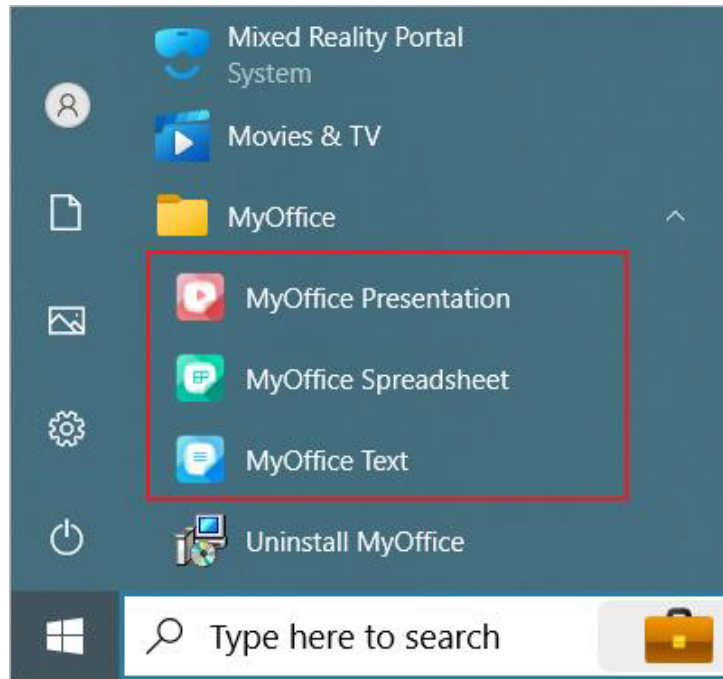 Mixed Reality Portal
System
Movies & TV
MyOffice
MyOffice Presentation
MyOffice Spreadsheet
MyOffice Text
Uninstall MyOffice
Type here to search